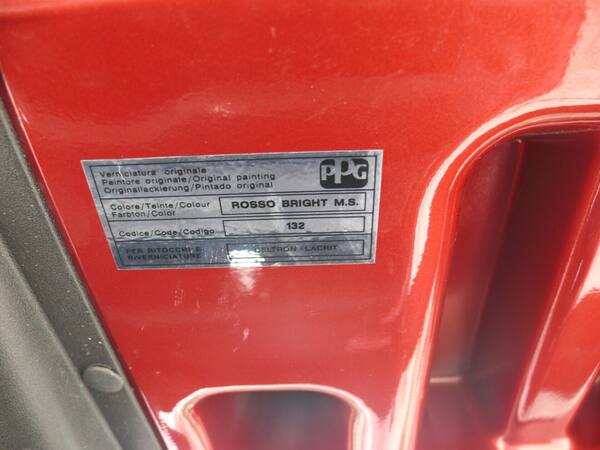 Verniciatura originale
Peinture originale/Original painting
Originallackierung/Pintado original
PPG
Colore/Teinte/Colour
Farbton/Color
ROSSO BRIGHT M.S.
Codice/Code/Codigo
132
PER RITOCCHI E
RIVERNICIATURE
DELTRON - LACRIT